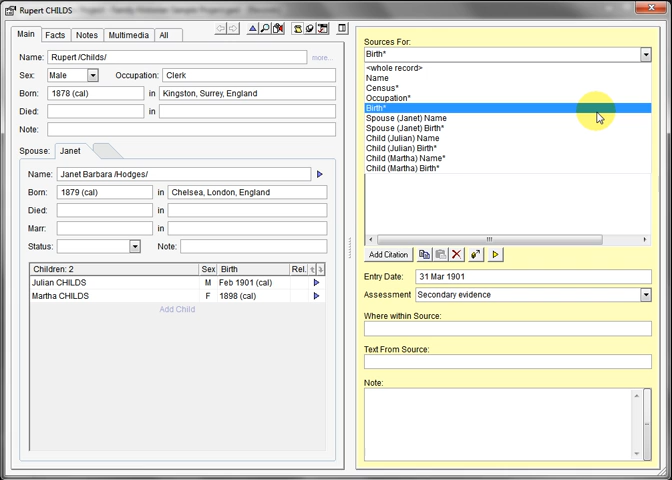 Rupert CHILDS
Main Facts Notes Multimedia All
Name: Rupert /Childs/ more...
Sex: Male Occupation: Clerk
Born: 1878 (cal) in Kingston, Surrey, England
Died: in
Note:
Spouse: Janet
Name: Janet Barbara /Hodges/
Born: 1879 (cal) in Chelsea, London, England
Died: in
Marr: in
Status: Note:
Children: 2 Sex Birth Rel.
Julian CHILDS M Feb 1901 (cal)
Martha CHILDS F 1898 (cal)
Add Child
Sources For:
Birth*
<whole record>
Name
Census*
Occupation*
Birth*
Spouse (Janet) Name
Spouse (Janet) Birth*
Child (Julian) Name
Child (Julian) Birth*
Child (Martha) Name*
Child (Martha) Birth*
Add Citation
Entry Date: 31 Mar 1901
Assessment Secondary evidence
Where within Source:
Text From Source:
Note: